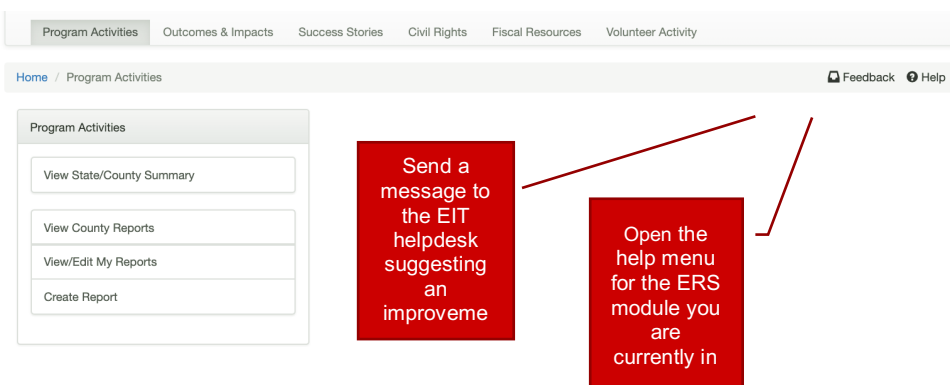 Program Activities Outcomes & Impacts Success Stories Civil Rights Fiscal Resources Volunteer Activity
Home / Program Activities Feedback Help
Program Activities
View State/County Summary
View County Reports
View/Edit My Reports
Create Report
Send a
message to
the EIT
helpdesk
suggesting
an
improveme
Open the
help menu
for the ERS
module you
are
currently in